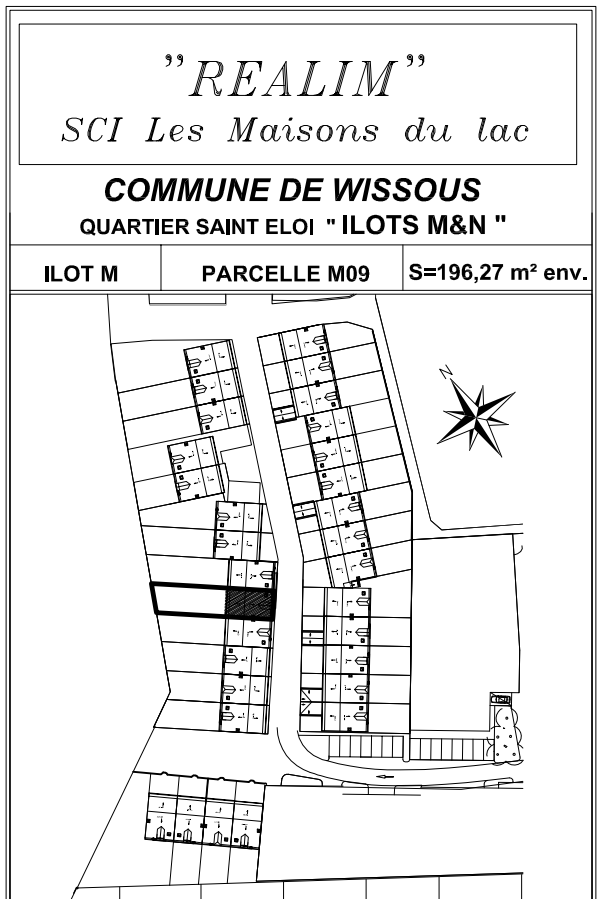 "REALIM"
SCI Les Maisons du lac
COMMUNE DE WISSOUS
QUARTIER SAINT ELOI " ILOTS M&N "
ILOT M
PARCELLE M09
S=196,27 m² env.
N